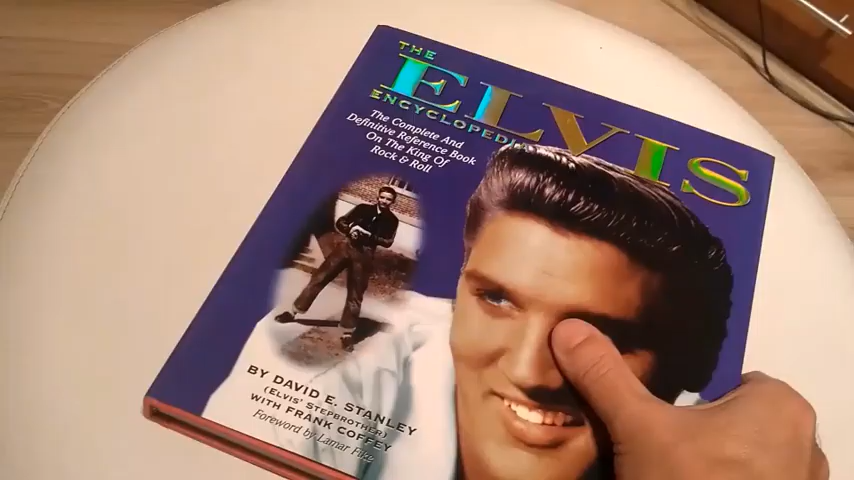 THE
ELVIS
ENCYCLOPEDI
The Complete And
Definitive Reference Book
On The King Of
Rock & Roll
BY DAVID E. STANLEY
(ELVIS' STEPBROTHER)
WITH FRANK COFFEY
Foreword by Lamar Fike